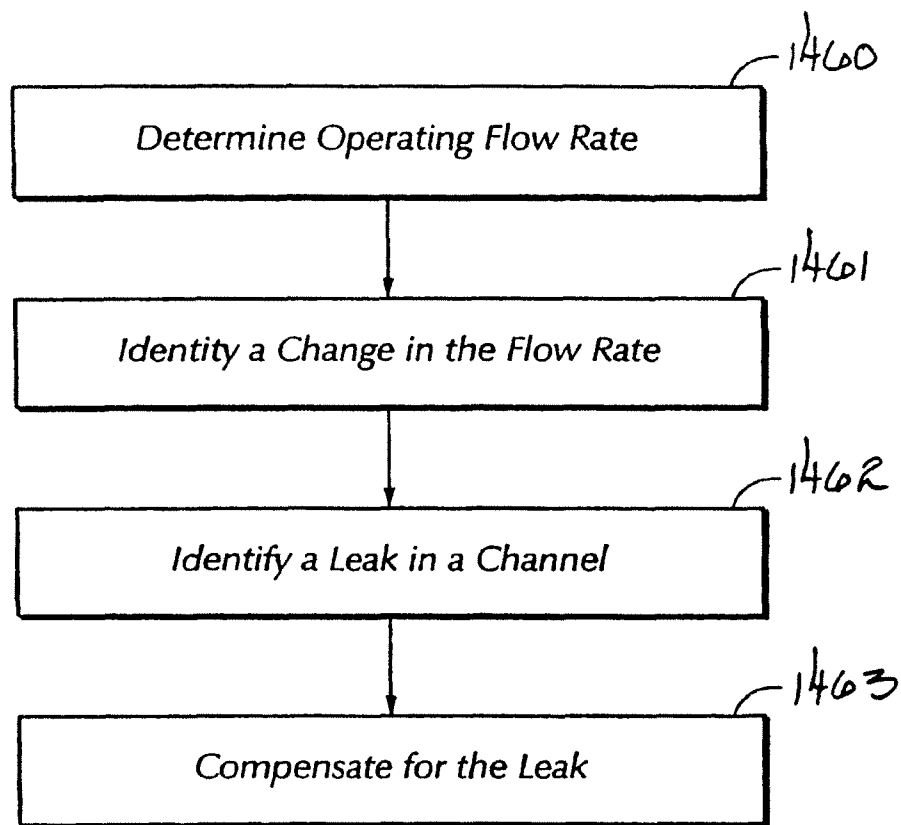 1460
Determine Operating Flow Rate
1461
Identity a Change in the Flow Rate
1462
Identify a Leak in a Channel
1463
Compensate for the Leak